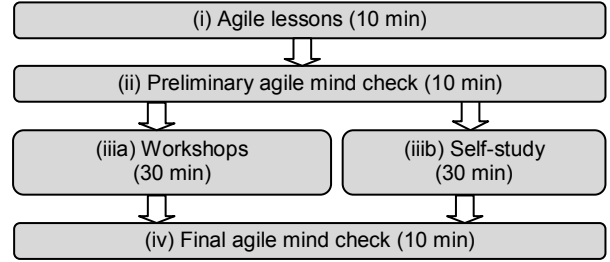 (i) Agile lessons (10 min)
(ii) Preliminary agile mind check (10 min)
(iiia) Workshops
(30 min)
(iiib) Self-study
(30 min)
(iv) Final agile mind check (10 min)